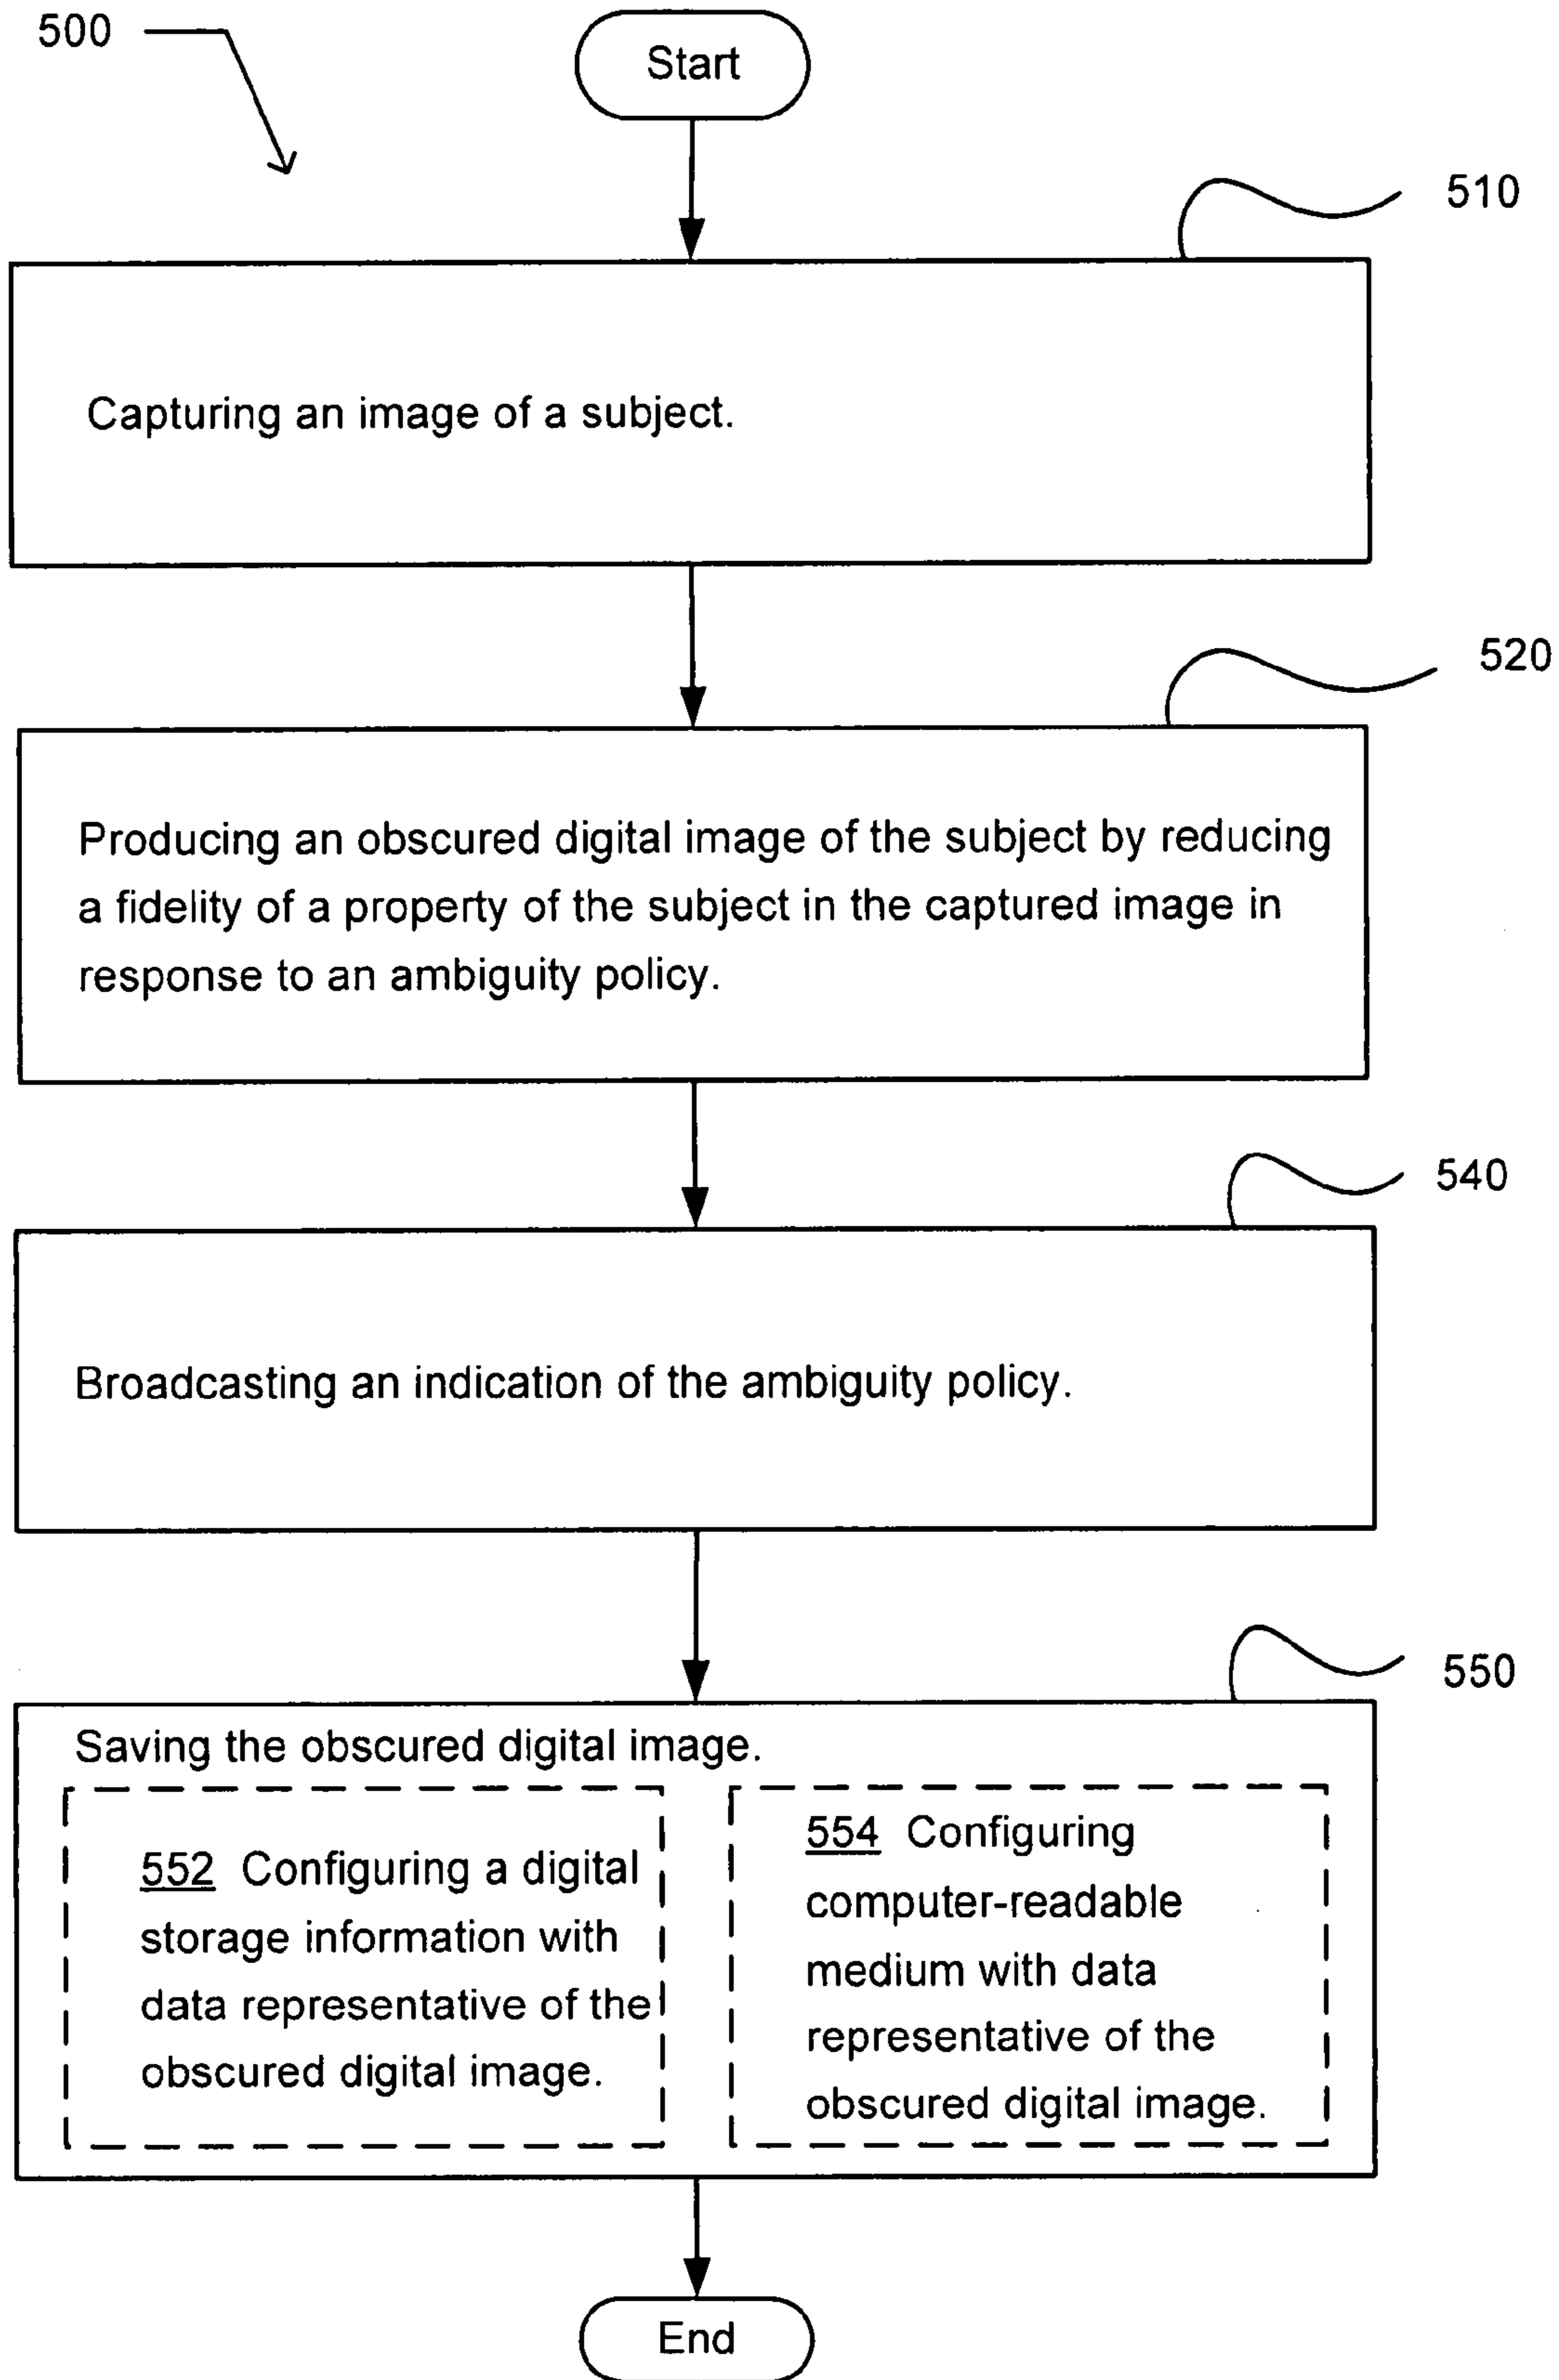 500
Start
510
Capturing an image of a subject.
520
Producing an obscured digital image of the subject by reducing
a fidelity of a property of the subject in the captured image in
response to an ambiguity policy.
540
Broadcasting an indication of the ambiguity policy.
550
Saving the obscured digital image.
552 Configuring a digital
storage information with
data representative of the
obscured digital image.
554 Configuring
computer-readable
medium with data
representative of the
obscured digital image.
End